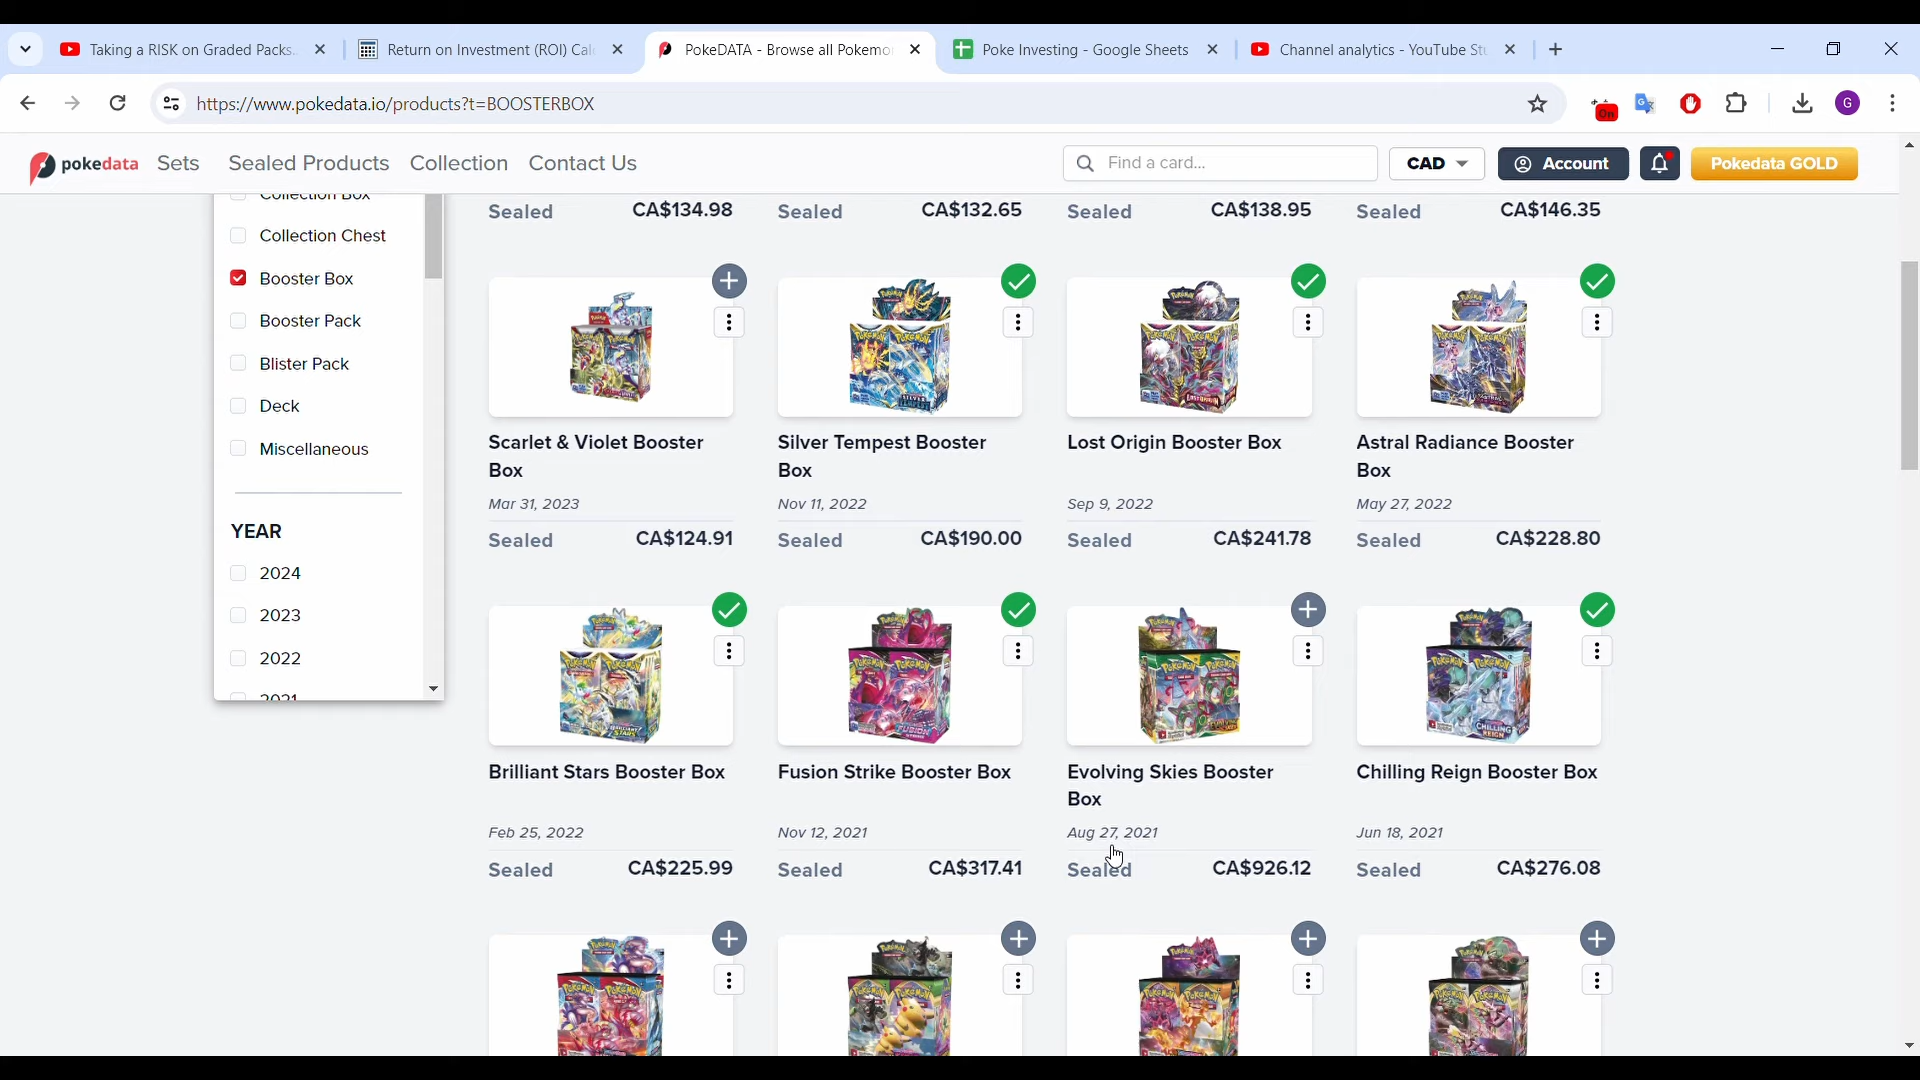 Taking a RISK on Graded Packs.
Return on Investment (ROI) Cal
PokeDATA - Browse all Pokemo
Poke Investing - Google Sheets
Channel analytics - YouTube St
https://www.pokedata.io/products?t=BOOSTERBOX
On
G
pokedata
Sets
Sealed Products
Collection
Contact Us
Find a card...
CAD
Account
Pokedata GOLD
Collection Box
Collection Chest
Booster Box
Booster Pack
Blister Pack
Deck
Miscellaneous
YEAR
2024
2023
2022
2021
Sealed CA$134.98
Sealed CA$132.65
Sealed CA$138.95
Sealed CA$146.35
Scarlet & Violet Booster
Box
Mar 31, 2023
Sealed CA$124.91
Silver Tempest Booster
Box
Nov 11, 2022
Sealed CA$190.00
Lost Origin Booster Box
Sep 9, 2022
Sealed CA$241.78
Astral Radiance Booster
Box
May 27, 2022
Sealed CA$228.80
Brilliant Stars Booster Box
Feb 25, 2022
Sealed CA$225.99
Fusion Strike Booster Box
Nov 12, 2021
Sealed CA$317.41
Evolving Skies Booster
Box
Aug 27, 2021
Sealed CA$926.12
Chilling Reign Booster Box
Jun 18, 2021
Sealed CA$276.08